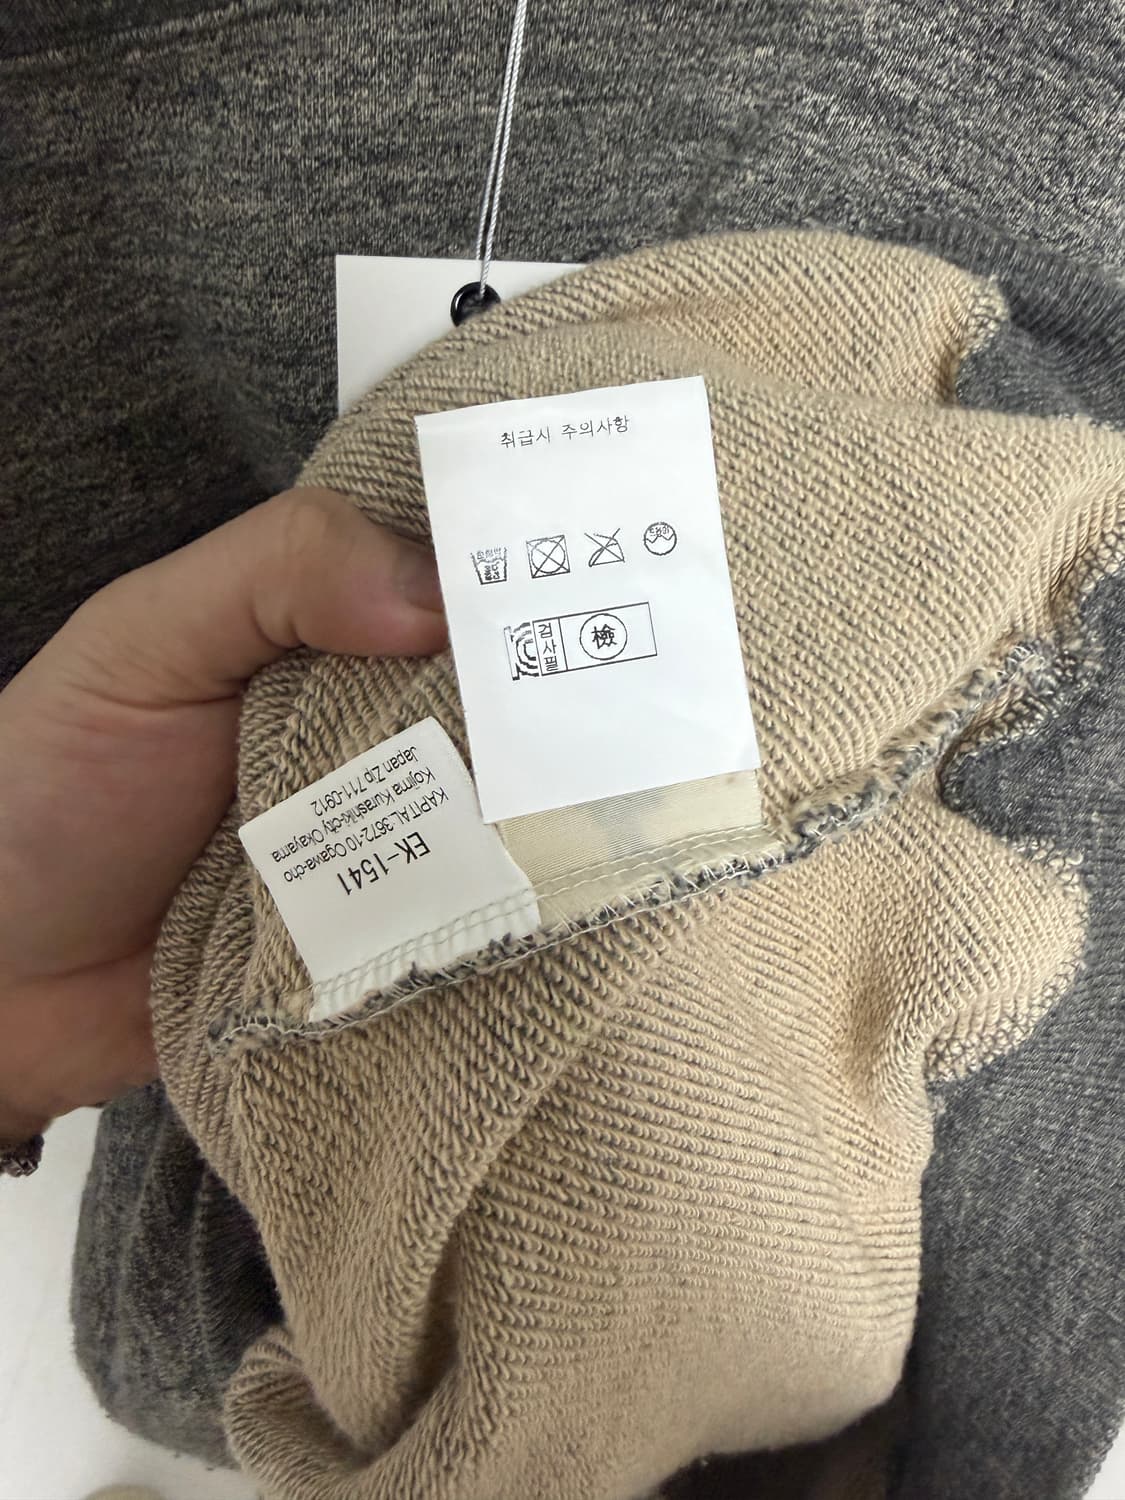 취급시 주의사항
검사필
檢
EK-1541
KAPITAL 3672-10 Ogawa-cho
Kojima Kurashiki-city Okayama
Japan Zip 711-0912